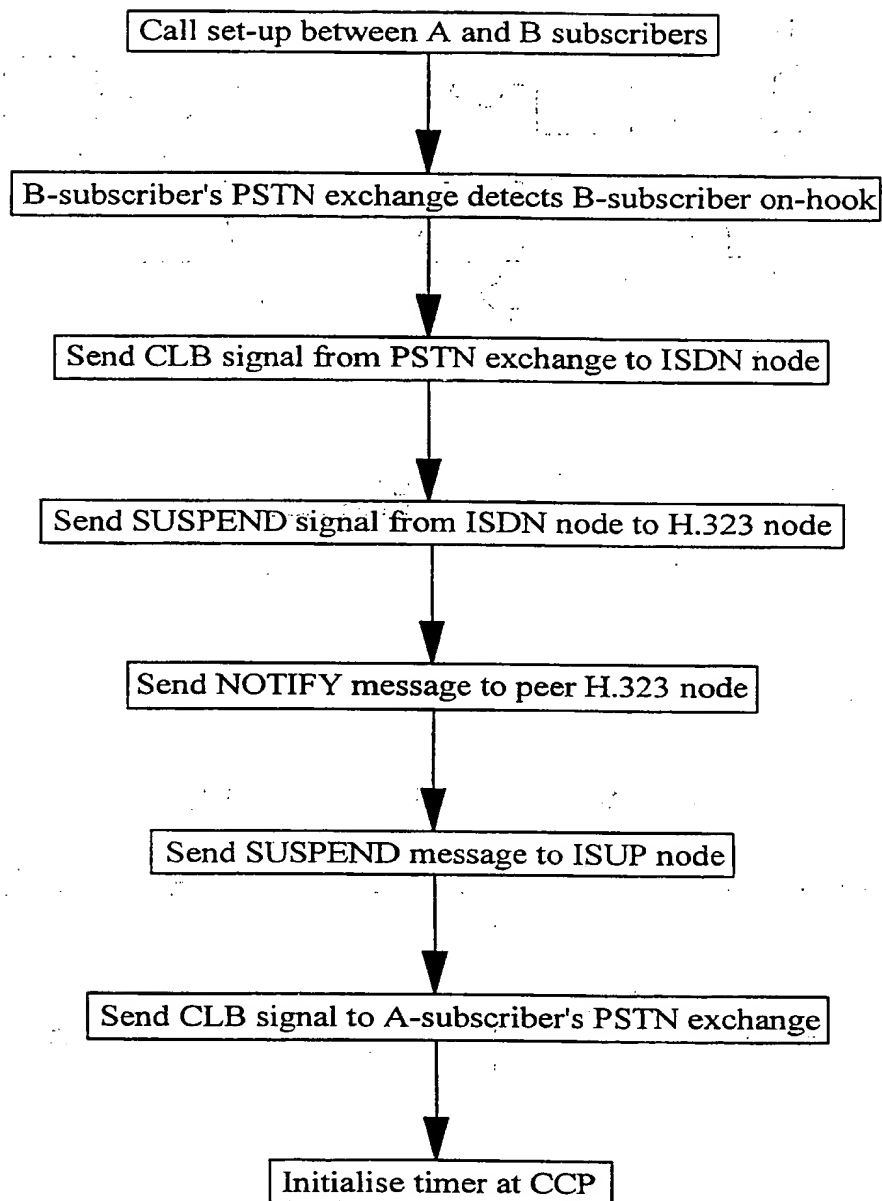 Call set-up between A and B subscribers
B-subscriber's PSTN exchange detects B-subscriber on-hook
Send CLB signal from PSTN exchange to ISDN node
Send SUSPEND signal from ISDN node to H.323 node
Send NOTIFY message to peer H.323 node
Send SUSPEND message to ISUP node
Send CLB signal to A-subscriber's PSTN exchange
Initialise timer at CCP